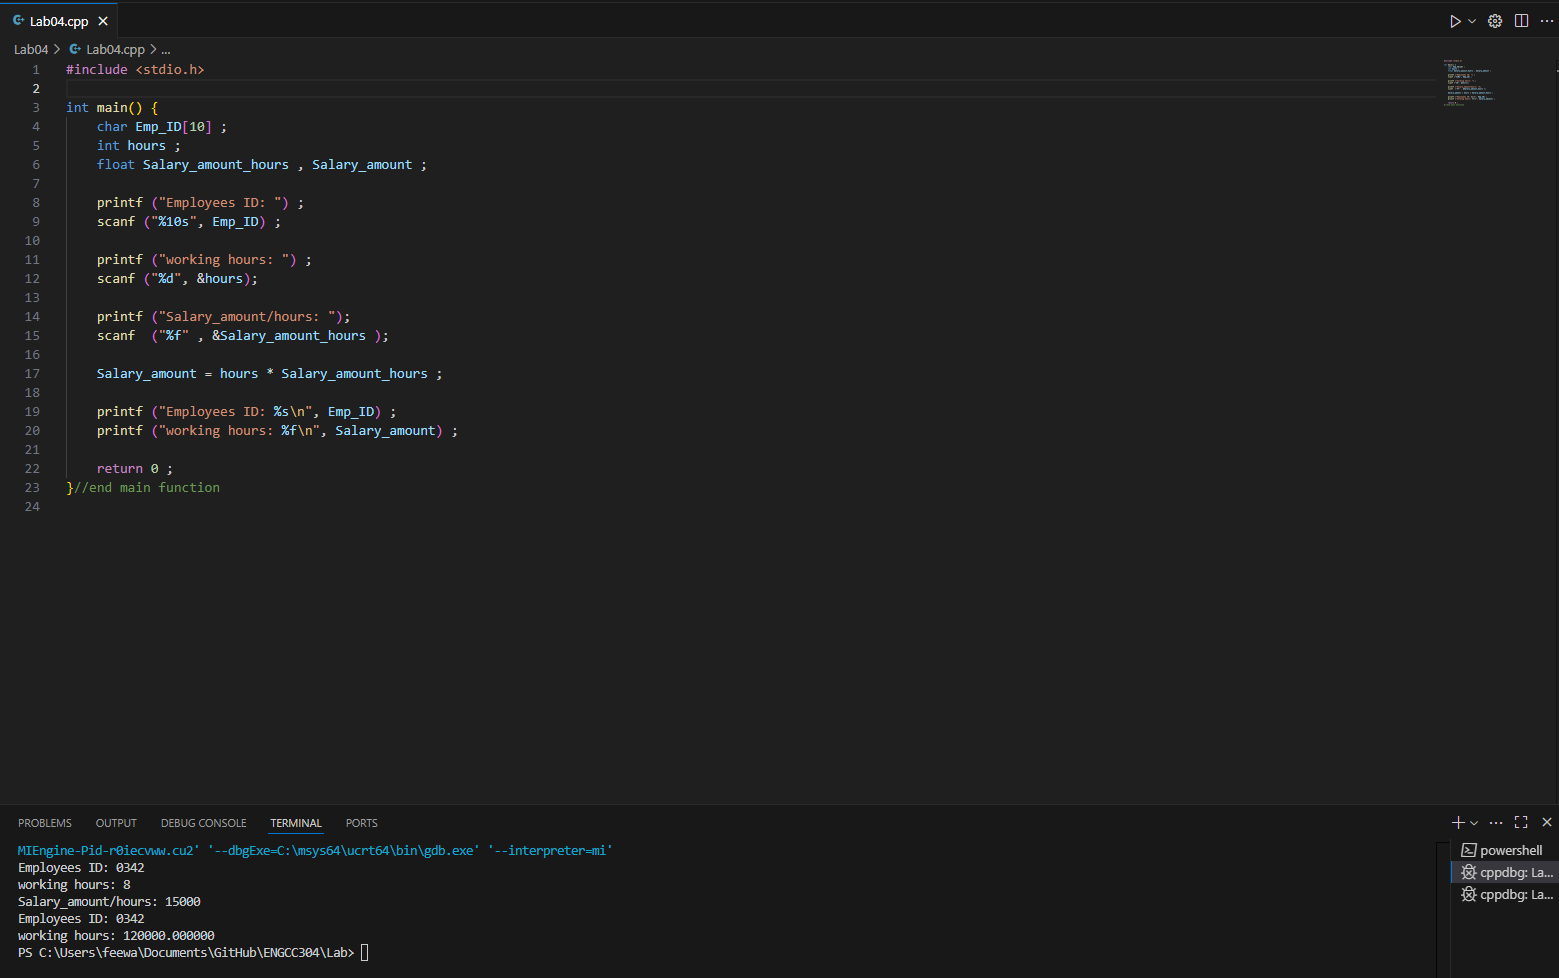 Lab04.cpp
Lab04 > Lab04.cpp > ...
1 #include <stdio.h>
2
3 int main() {
4 char Emp_ID[10] ;
5 int hours ;
6 float Salary_amount_hours , Salary_amount ;
7
8 printf ("Employees ID: ") ;
9 scanf ("%10s", Emp_ID) ;
10
11 printf ("working hours: ") ;
12 scanf ("%d", &hours);
13
14 printf ("Salary_amount/hours: ");
15 scanf  ("%f" , &Salary_amount_hours );
16
17 Salary_amount = hours * Salary_amount_hours ;
18
19 printf ("Employees ID: %s\n", Emp_ID) ;
20 printf ("working hours: %f\n", Salary_amount) ;
21
22 return 0 ;
23 }//end main function
24
PROBLEMS OUTPUT DEBUG CONSOLE TERMINAL PORTS
MIEngine-Pid-r0iecvww.cu2' '--dbgExe=C:\msys64\ucrt64\bin\gdb.exe' '--interpreter=mi'
Employees ID: 0342
working hours: 8
Salary_amount/hours: 15000
Employees ID: 0342
working hours: 120000.000000
PS C:\Users\feewa\Documents\GitHub\ENGCC304\Lab>
powershell
cppdbg: La...
cppdbg: La...